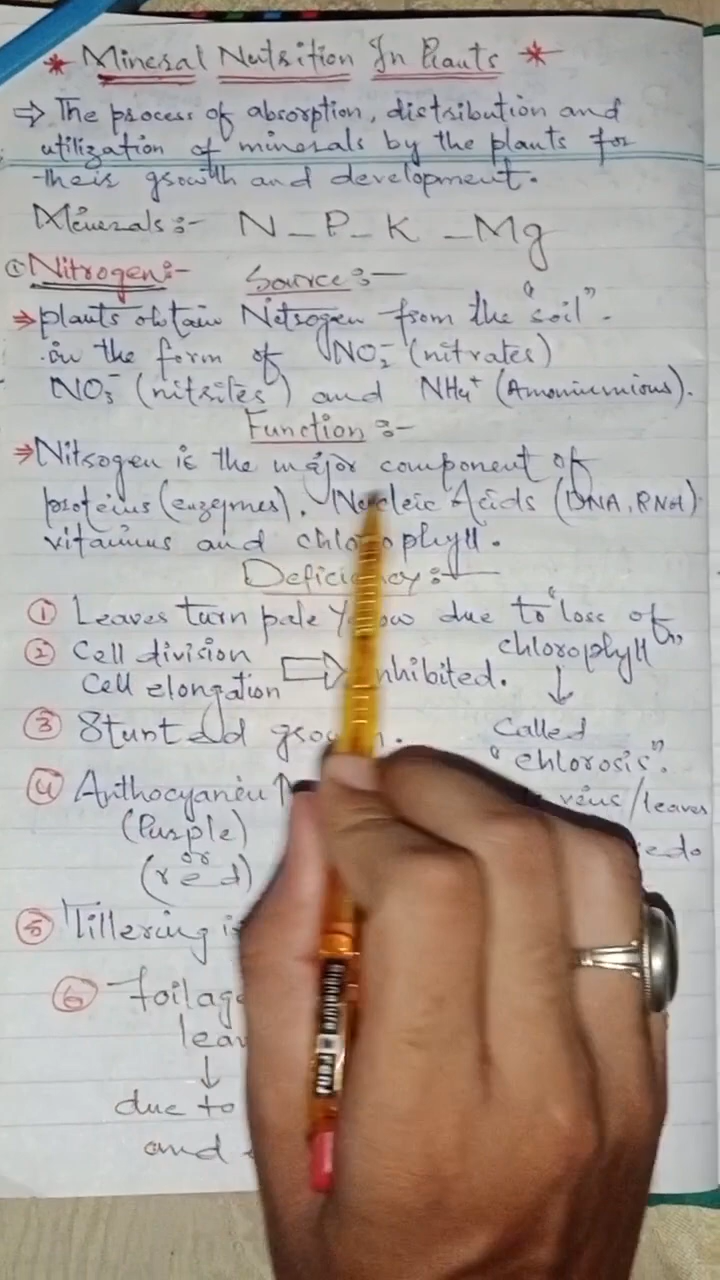 * Mineral Nutrition In Plants *
⇒ The process of absorption, distribution and
utilization of minerals by the plants for
their growth and development.
Minerals :- N - P - K - Mg
① Nitrogen :- Source :-
⇒ plants obtain Nitrogen from the "soil".
in the form of NO₂⁻ (nitrates)
NO₃⁻ (nitrites) and NH₄⁺ (Amoniumions).
Function :-
⇒ Nitrogen is the major component of
proteins (enzymes). Nucleic Acids (DNA, RNA)
vitamins and chlorophyll.
Deficiency :-
① Leaves turn pale Yellow due to "loss of
chlorophyll"
② Cell division
Cell elongation ⇒ Inhibited.
↓
③ Stunted growth.
Called
"Chlorosis".
④ Anthocyanin ↑
veins/leaves
(Purple)
or
(red)
⑤ Tillering
⑥ foilage
↓
due to
and